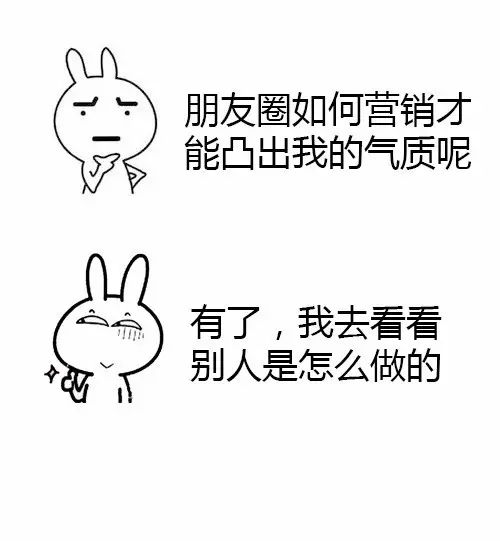 朋友圈如何营销才
能凸出我的气质呢
有了，我去看看
别人是怎么做的